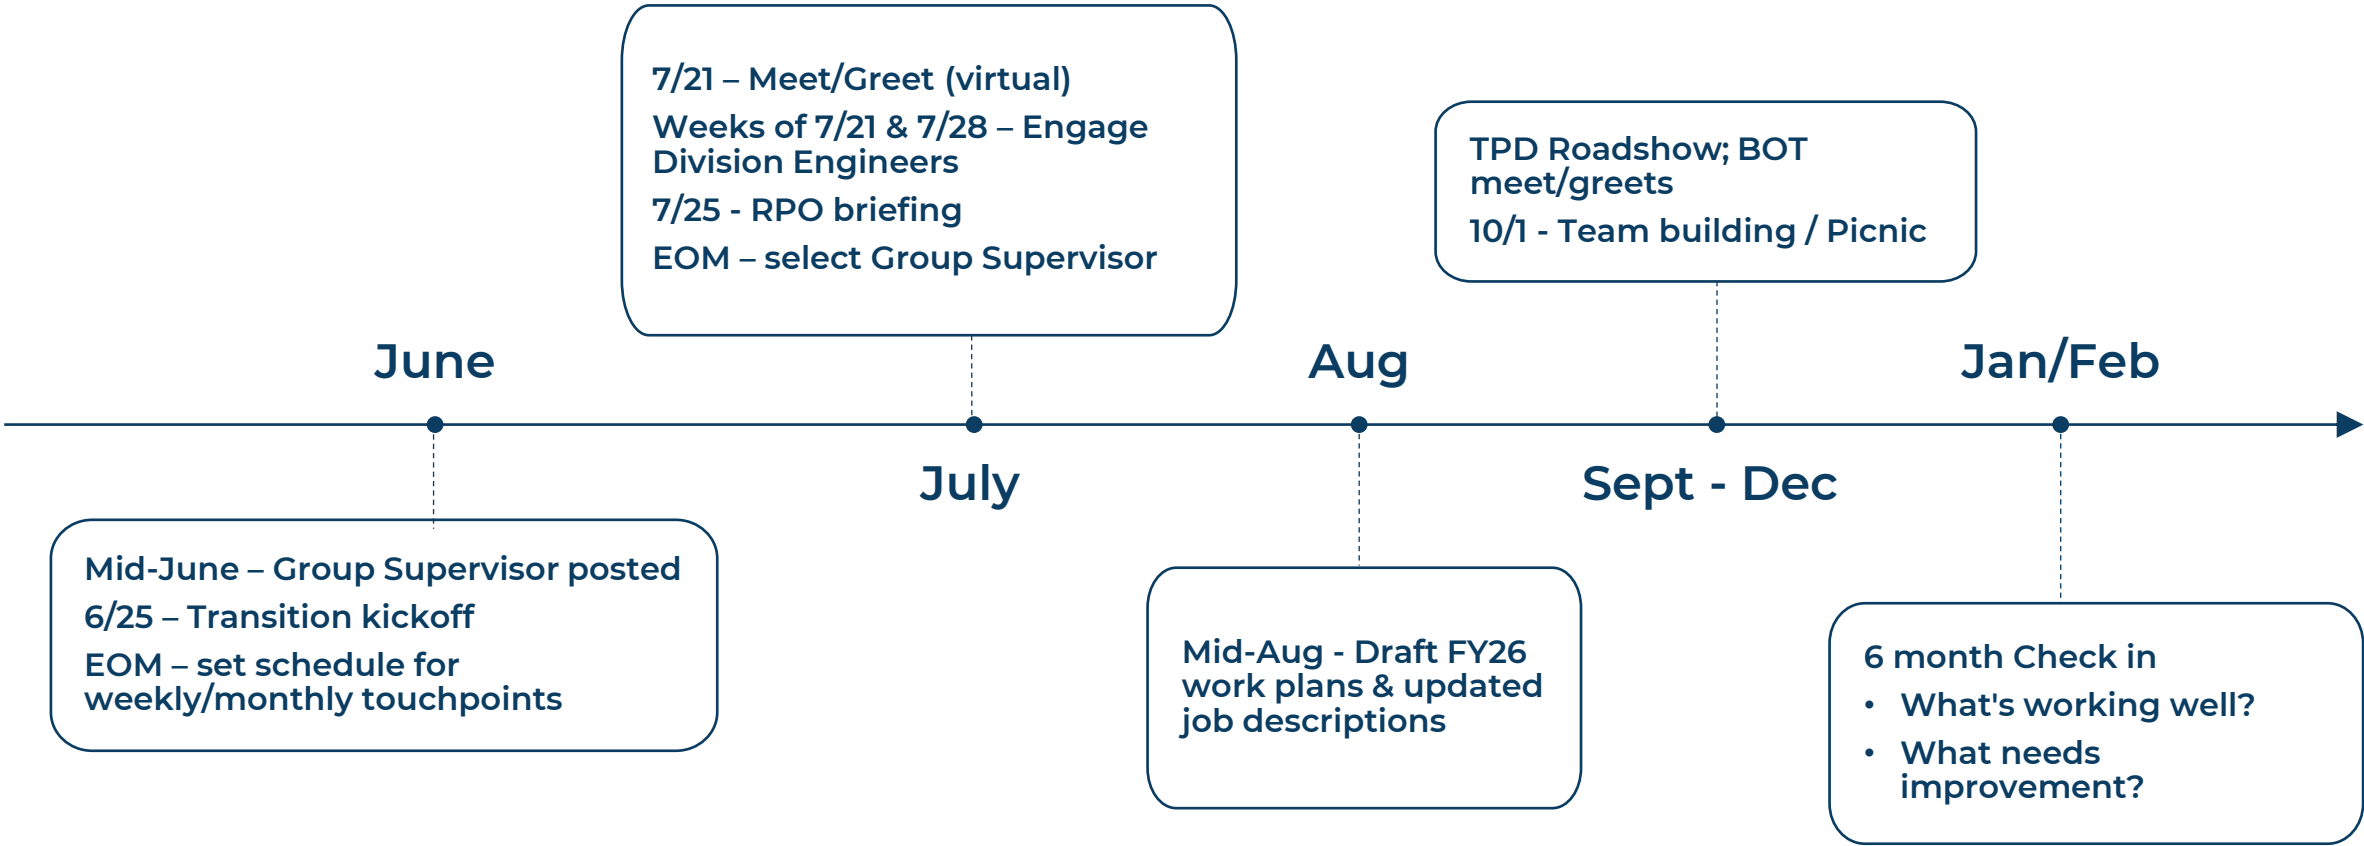 7/21 – Meet/Greet (virtual)
Weeks of 7/21 & 7/28 – Engage
Division Engineers
7/25 - RPO briefing
EOM – select Group Supervisor
TPD Roadshow; BOT
meet/greets
10/1 - Team building / Picnic
June
Aug
Jan/Feb
July
Sept - Dec
Mid-June – Group Supervisor posted
6/25 – Transition kickoff
EOM – set schedule for
weekly/monthly touchpoints
Mid-Aug - Draft FY26
work plans & updated
job descriptions
6 month Check in
• What's working well?
• What needs
improvement?